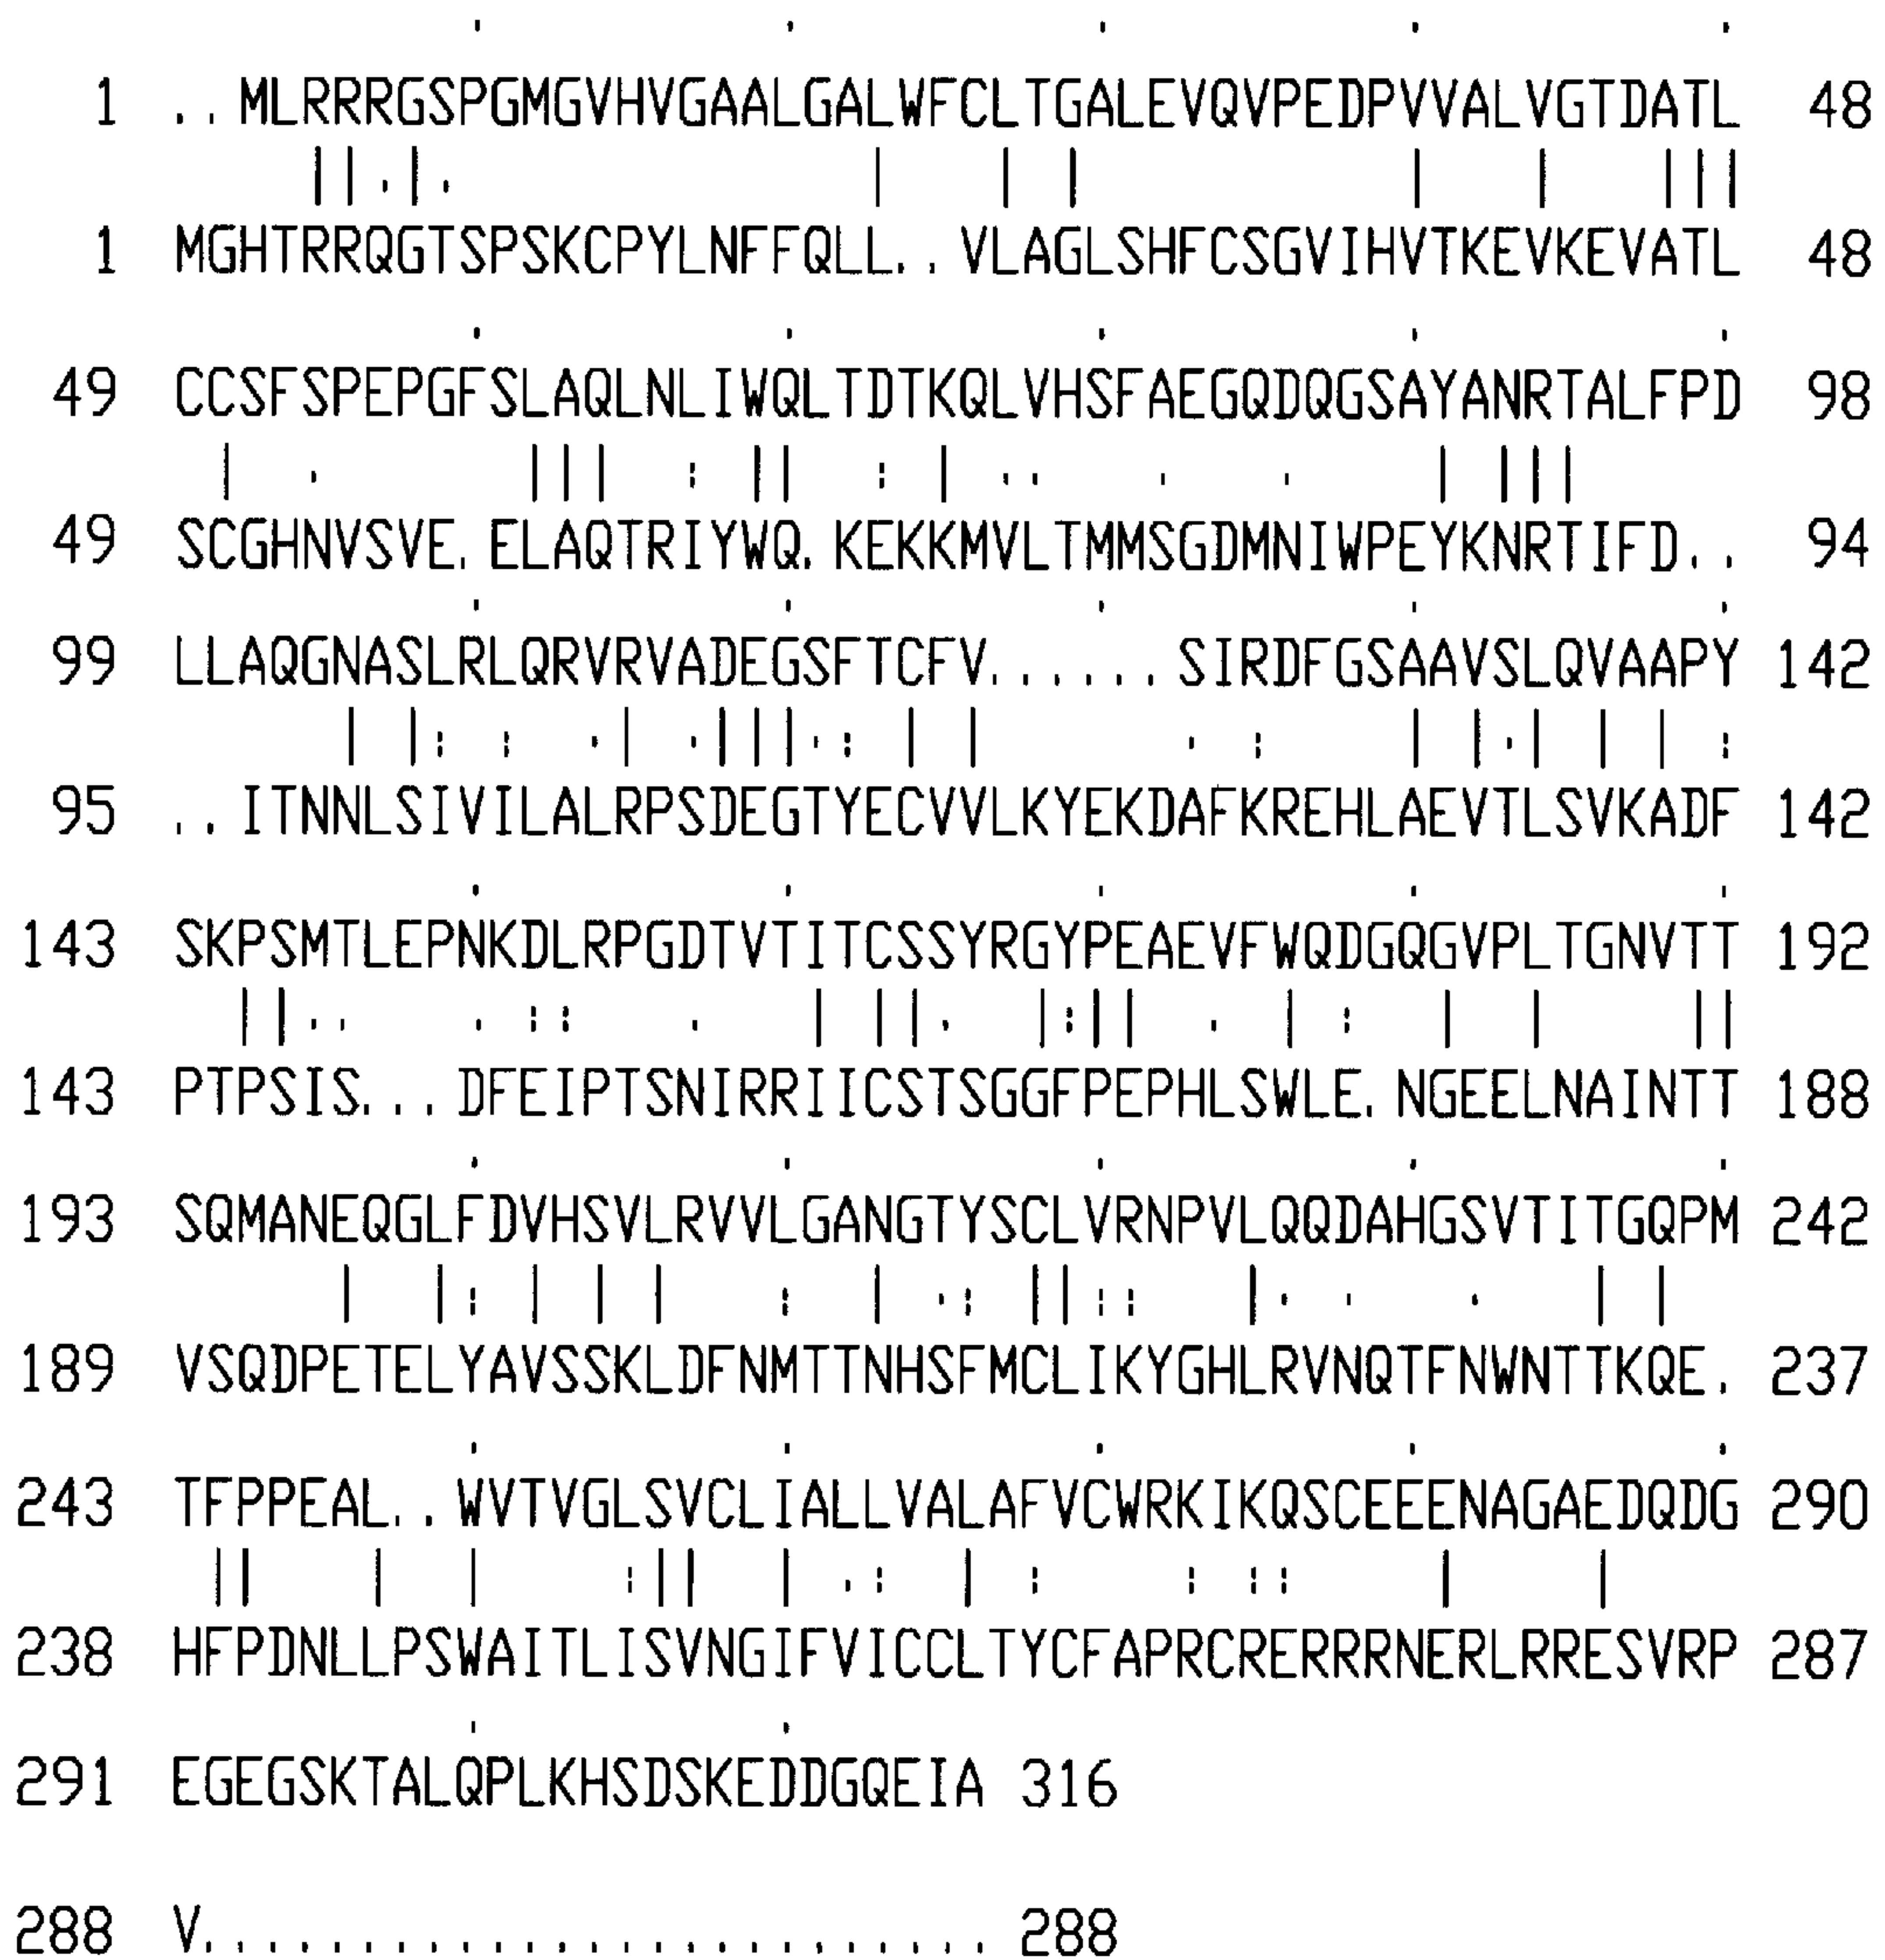 1 ..MLRRRGSPGMGVHVGAALGALWFCLTGALEVQVPEDPVVALVGTDATL 48
1 MGHTRRQGTSPSKCPYLNFFQLL..VLAGLSHFCSGVIHVTKEVKEVATL 48
49 CCSFSPEPGFSLAQLNLIWQLTDTKQLVHSFAEGQDQGSAYANRTALFPD 98
49 SCGHNVSVE.ELAQTRIYWQ.KEKKMVLTMMSGDMNIWPEYKNRTIFD.. 94
99 LLAQGNASLRLQRVRVADEGSFTCFV......SIRDFGSAAVSLQVAAPY 142
95 ..ITNNLSIVILALRPSDEGTYECVVLKYEKDAFKREHLAEVTLSVKADF 142
143 SKPSMTLEPNKDLRPGDTVTITCSSYRGYPEAEVFWQDGQGVPLTGNVTT 192
143 PTPSIS...DFEIPTSNIRRIICSTSGGFPEPHLSWLE.NGEELNAINTT 188
193 SQMANEQGLFDVHSVLRVVLGANGTYSCLVRNPVLQQDAHGSVTITGQPM 242
189 VSQDPETELYAVSSKLDFNMTTNHSFMCLIKYGHLRVNQTFNWNTTKQE. 237
243 TFPPEAL..WVTVGLSVCLIALLVALAFVCWRKIKQSCEEENAGAEDQDG 290
238 HFPDNLLPSWAITLISVNGIFVICCLTYCFAPRCRERRRNERLRRESVRP 287
291 EGEGSKTALQPLKHSDSKEDDGQEIA 316
288 V......................... 288